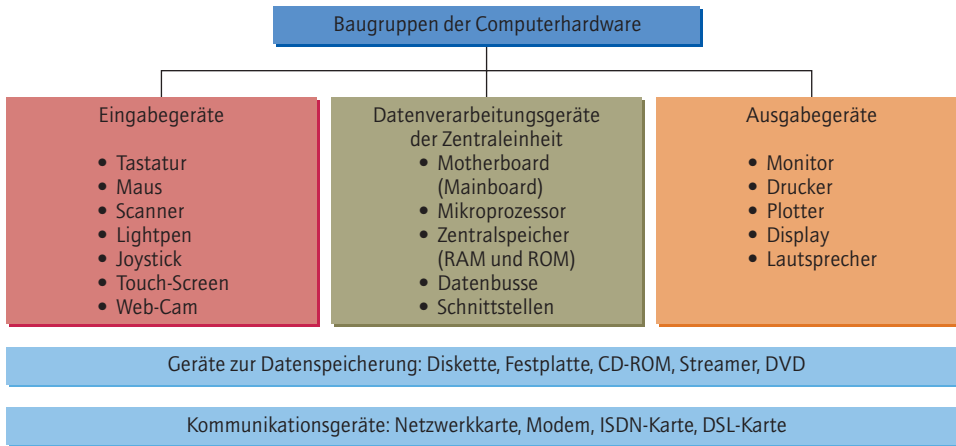 Baugruppen der Computerhardware
Eingabegeräte
• Tastatur
• Maus
• Scanner
• Lightpen
• Joystick
• Touch-Screen
• Web-Cam
Datenverarbeitungsgeräte
der Zentraleinheit
• Motherboard
(Mainboard)
• Mikroprozessor
• Zentralspeicher
(RAM und ROM)
• Datenbusse
• Schnittstellen
Ausgabegeräte
• Monitor
• Drucker
• Plotter
• Display
• Lautsprecher
Geräte zur Datenspeicherung: Diskette, Festplatte, CD-ROM, Streamer, DVD
Kommunikationsgeräte: Netzwerkkarte, Modem, ISDN-Karte, DSL-Karte